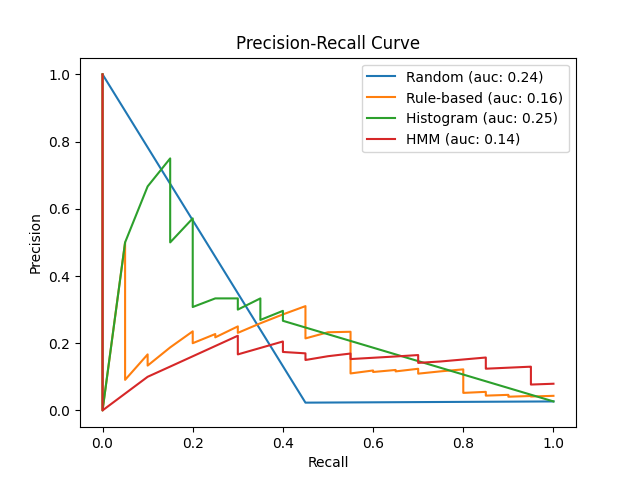 Precision-Recall Curve
Random (auc: 0.24)
Rule-based (auc: 0.16)
Histogram (auc: 0.25)
HMM (auc: 0.14)
1.0
0.8
0.6
0.4
0.2
0.0
Precision
0.0 0.2 0.4 0.6 0.8 1.0
Recall